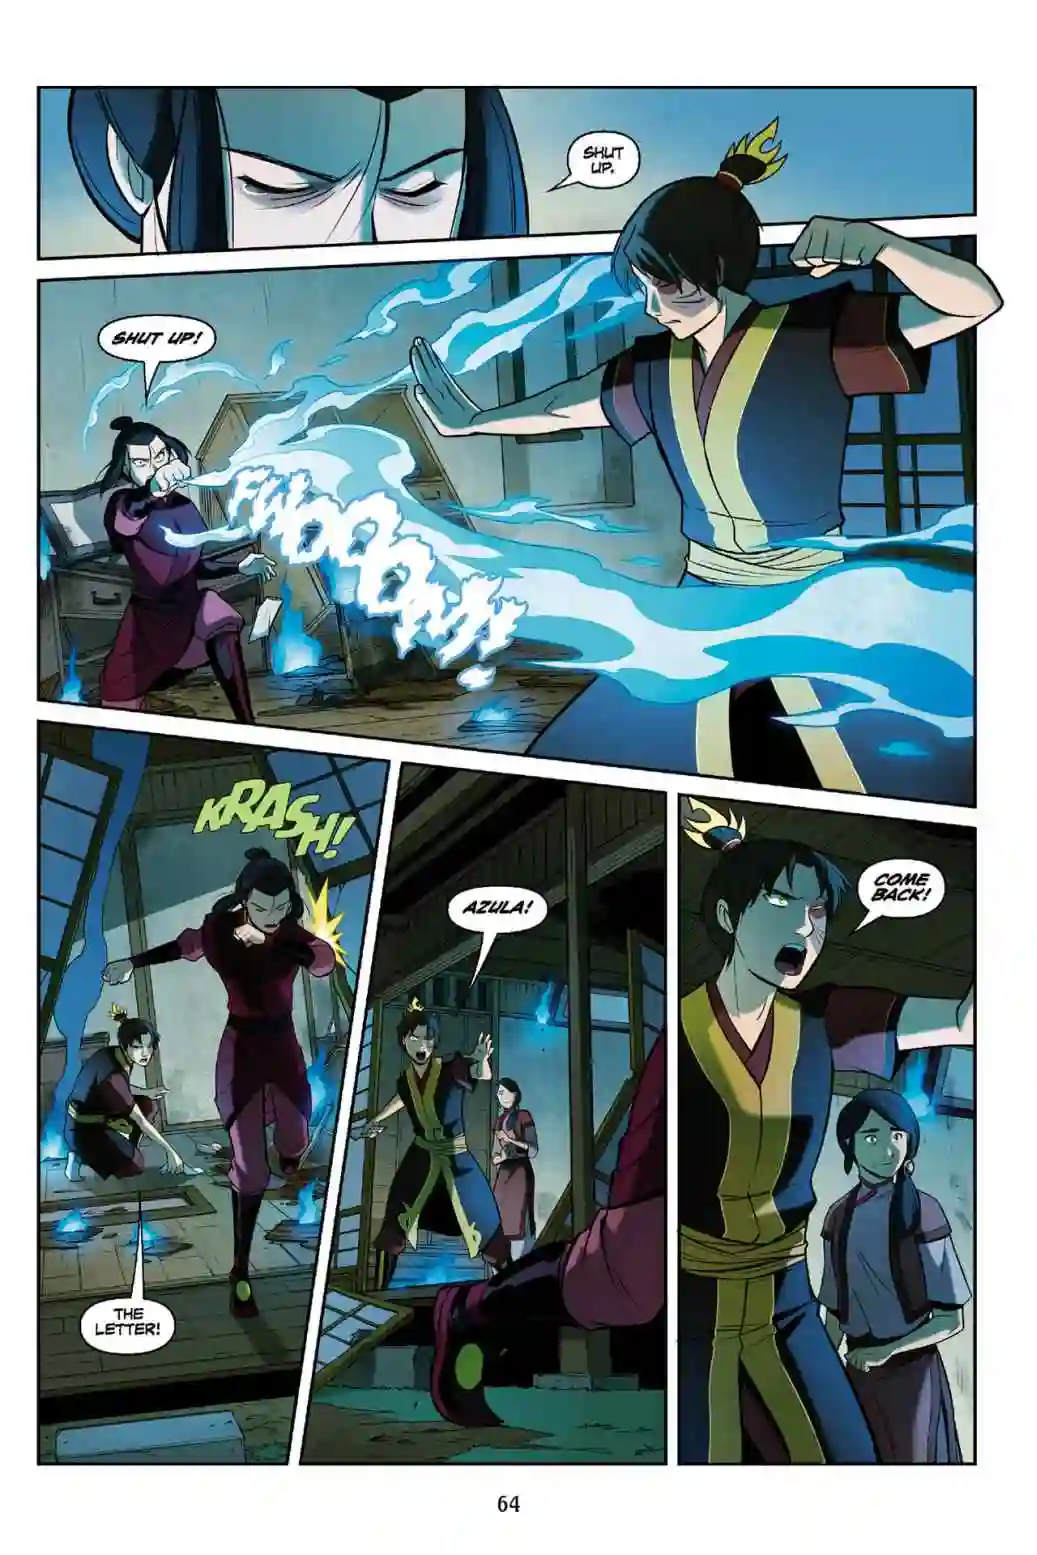 SHUT
UP.
SHUT UP!
FWOOOM
KRASH!
THE
LETTER!
AZULA!
COME
BACK!
64